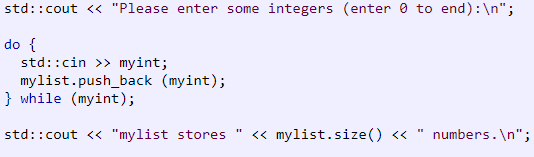 std::cout << "Please enter some integers (enter 0 to end):\n";
do {
std::cin >> myint;
mylist.push_back (myint);
} while (myint);
std::cout << "mylist stores " << mylist.size() << " numbers.\n";